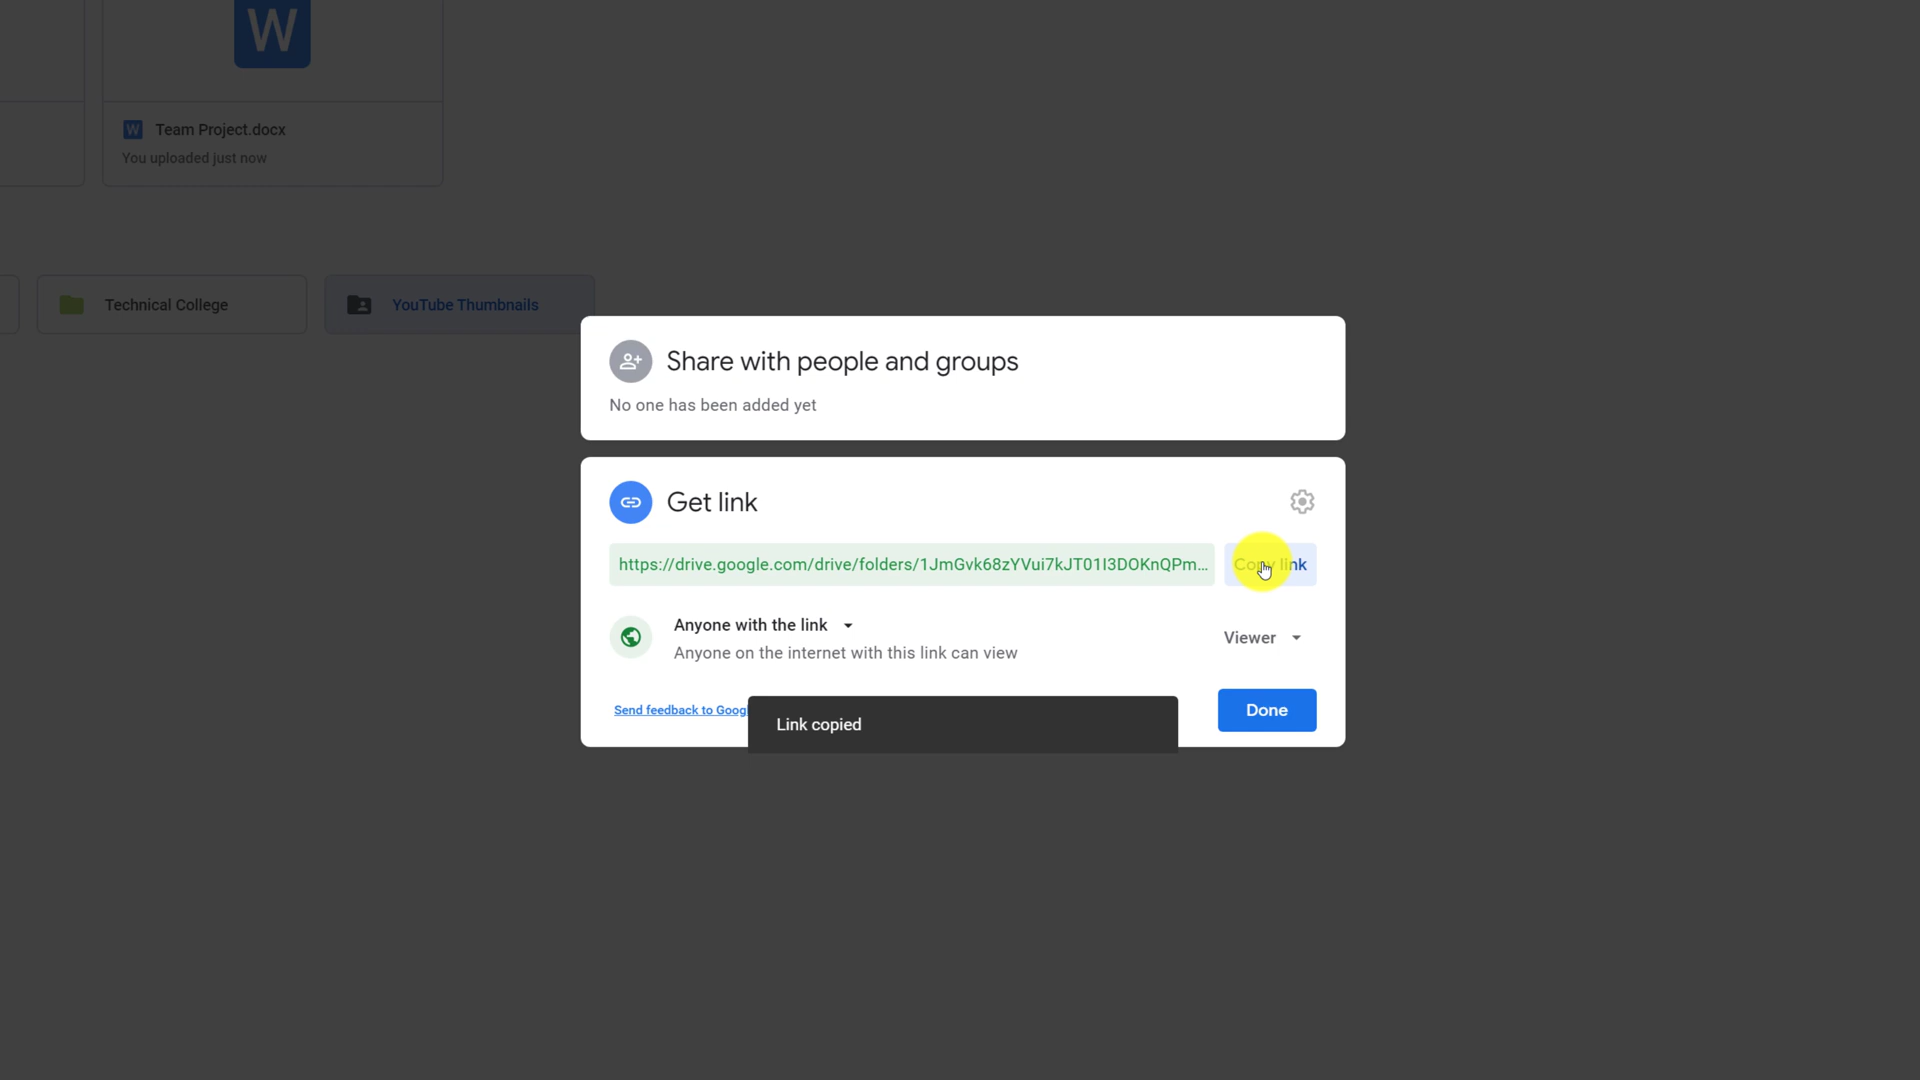 W
W Team Project.docx
You uploaded just now
Technical College
YouTube Thumbnails
Share with people and groups
No one has been added yet
Get link
https://drive.google.com/drive/folders/1JmGvk68zYVui7kJT01I3DOKnQPm...
Copy link
Anyone with the link
Anyone on the internet with this link can view
Viewer
Send feedback to Googl
Link copied
Done